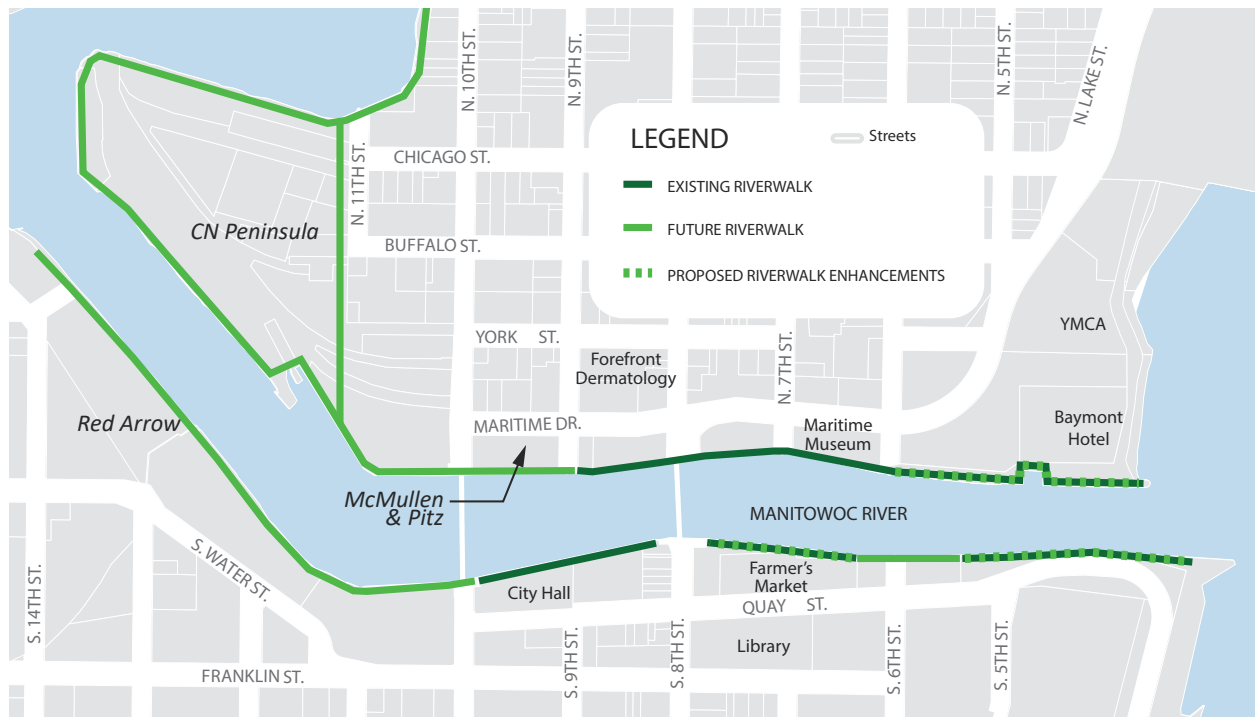 N. 10TH ST.
N. 9TH ST.
N. 5TH ST.
N. LAKE ST.
LEGEND
Streets
EXISTING RIVERWALK
FUTURE RIVERWALK
PROPOSED RIVERWALK ENHANCEMENTS
CHICAGO ST.
N. 11TH ST.
CN Peninsula
BUFFALO ST.
YORK ST.
Forefront
Dermatology
N. 7TH ST.
YMCA
Red Arrow
MARITIME DR.
Maritime
Museum
Baymont
Hotel
McMullen
& Pitz
MANITOWOC RIVER
S. 14TH ST.
S. WATER ST.
City Hall
Farmer's
Market
QUAY ST.
Library
FRANKLIN ST.
S. 9TH ST.
S. 8TH ST.
S. 6TH ST.
S. 5TH ST.